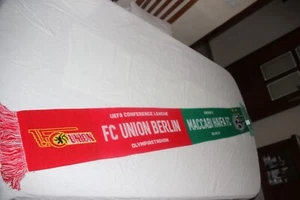 UNION
UEFA CONFERENCE LEAGUE
FC UNION BERLIN
OLYMPIASTADION
MACCABI HAIFA FC